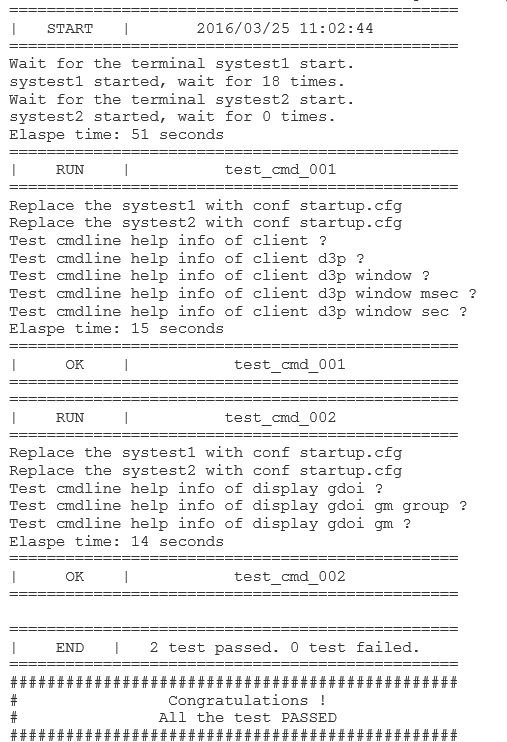 ================================================
|   START   |       2016/03/25 11:02:44
================================================
Wait for the terminal systest1 start.
systest1 started, wait for 18 times.
Wait for the terminal systest2 start.
systest2 started, wait for 0 times.
Elaspe time: 51 seconds
================================================
|    RUN    |          test_cmd_001
================================================
Replace the systest1 with conf startup.cfg
Replace the systest2 with conf startup.cfg
Test cmdline help info of client ?
Test cmdline help info of client d3p ?
Test cmdline help info of client d3p window ?
Test cmdline help info of client d3p window msec ?
Test cmdline help info of client d3p window sec ?
Elaspe time: 15 seconds
================================================
|     OK    |           test_cmd_001
================================================
================================================
|    RUN    |          test_cmd_002
================================================
Replace the systest1 with conf startup.cfg
Replace the systest2 with conf startup.cfg
Test cmdline help info of display gdoi ?
Test cmdline help info of display gdoi gm group ?
Test cmdline help info of display gdoi gm ?
Elaspe time: 14 seconds
================================================
|     OK    |           test_cmd_002
================================================
================================================
|    END   |   2 test passed. 0 test failed.
================================================
################################################
#                Congratulations !
#               All the test PASSED
################################################